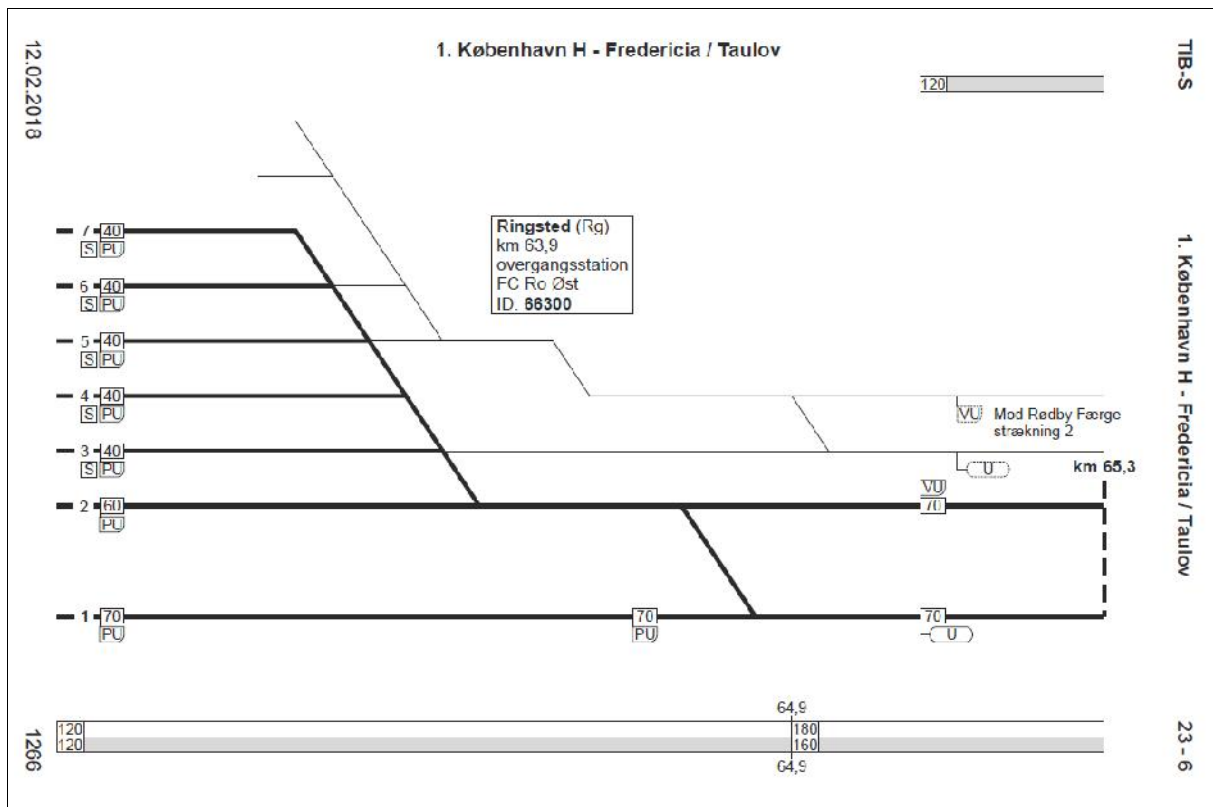 1. København H - Fredericia / Taulov
12.02.2018
TIB-S
120
Ringsted (Rg)
km 63,9
overgangsstation
FC Ro Øst
ID. 66300
1. København H - Fredericia / Taulov
7 40
S PU
6 40
S PU
5 40
S PU
4 40
S PU
VU Mod Rødby Færge
strækning 2
3 40
S PU
U
km 65,3
VU
2 60
70
PU
1 70
70
70
PU
PU
U
64,9
120
180
120
160
64,9
1266
23 - 6